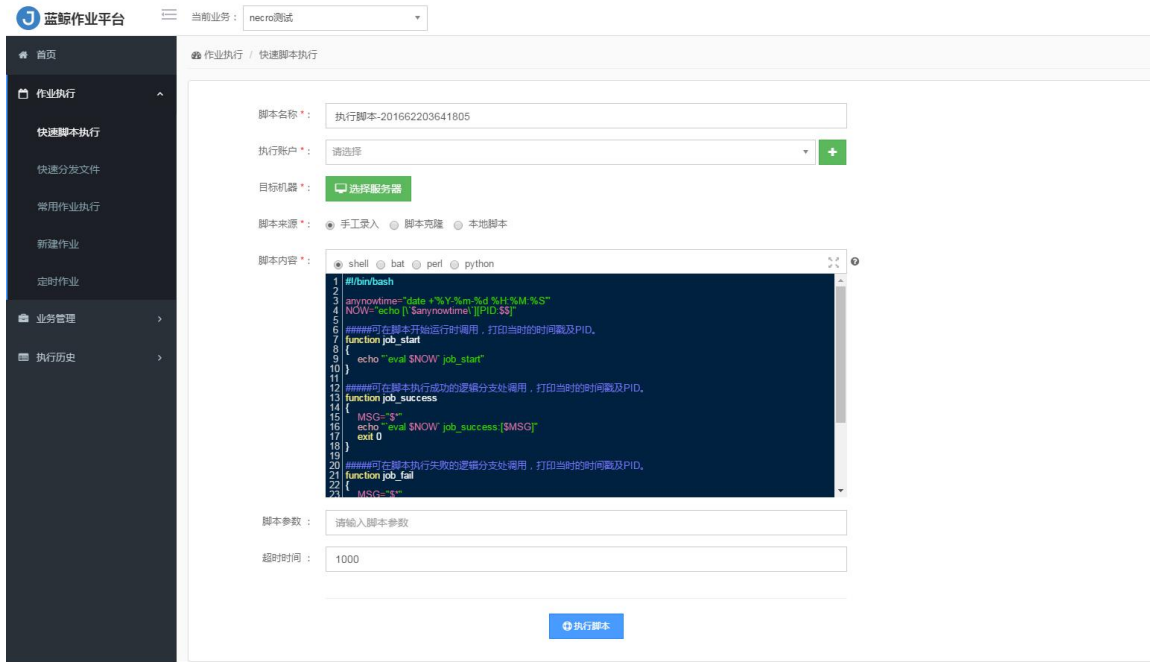 蓝鲸作业平台
当前业务： necro测试
首页
作业执行 / 快速脚本执行
作业执行
快速脚本执行
快速分发文件
常用作业执行
新建作业
定时作业
业务管理
执行历史
脚本名称 *： 执行脚本-201662203641805
执行账户 *： 请选择
目标机器 *： 选择服务器
脚本来源 *： 手工录入 脚本克隆 本地脚本
脚本内容 *： shell bat perl python
1 #!/bin/bash
2
3 anynowtime="date +'%Y-%m-%d %H:%M:%S'"
4 NOW="echo [\`$anynowtime\`][PID:$$]"
5
6 #####可在脚本开始运行时调用，打印当时的时间戳及PID。
7 function job_start
8 {
9 echo "`eval $NOW` job_start"
10 }
11
12 #####可在脚本执行成功的逻辑分支处调用，打印当时的时间戳及PID。
13 function job_success
14 {
15 MSG="$*"
16 echo "`eval $NOW` job_success:[$MSG]"
17 exit 0
18 }
19
20 #####可在脚本执行失败的逻辑分支处调用，打印当时的时间戳及PID。
21 function job_fail
22 {
23 MSG="$*"
脚本参数 ： 请输入脚本参数
超时时间 ： 1000
执行脚本